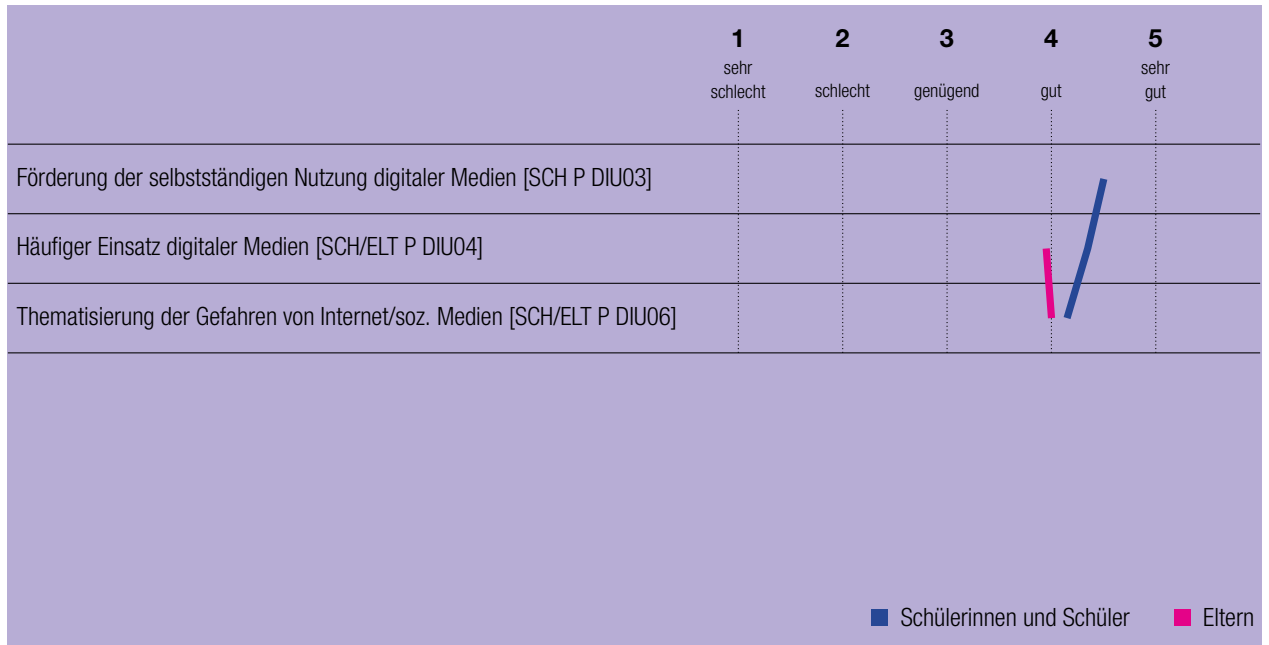 1 2 3 4 5
sehr schlecht schlecht genügend gut sehr gut
Förderung der selbstständigen Nutzung digitaler Medien [SCH P DIU03]
Häufiger Einsatz digitaler Medien [SCH/ELT P DIU04]
Thematisierung der Gefahren von Internet/soz. Medien [SCH/ELT P DIU06]
Schülerinnen und Schüler Eltern